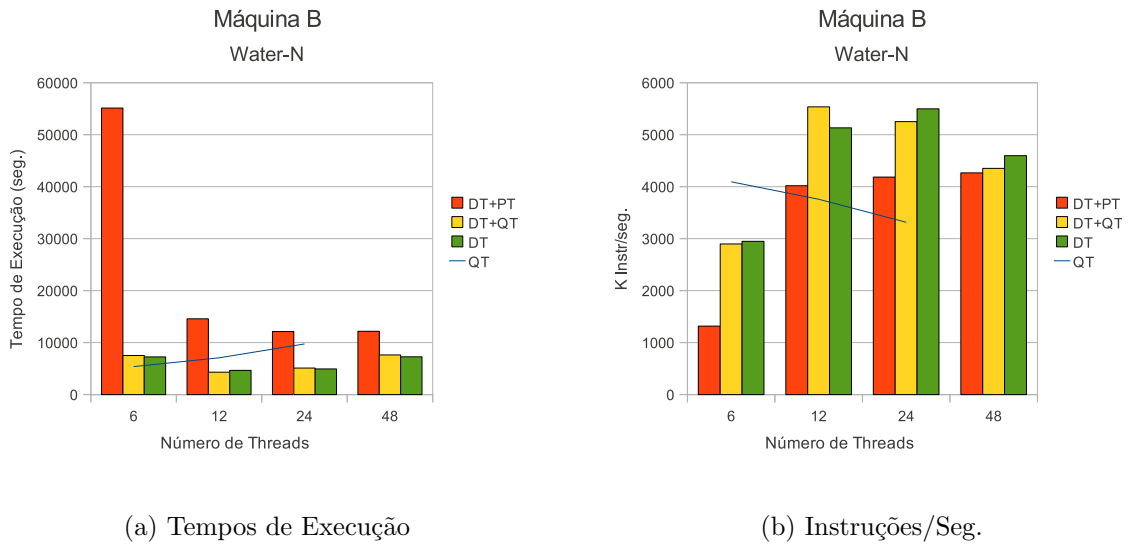 Máquina B
Water-N
60000
50000
40000
30000
20000
10000
0
Tempo de Execução (seg.)
6 12 24 48
Número de Threads
DT+PT
DT+QT
DT
QT
(a) Tempos de Execução
Máquina B
Water-N
6000
5000
4000
3000
2000
1000
0
K Instr/seg.
6 12 24 48
Número de Threads
DT+PT
DT+QT
DT
QT
(b) Instruções/Seg.